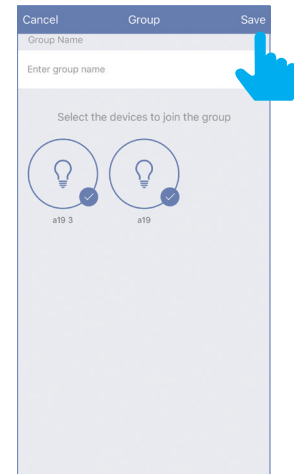 Cancel Group Save
Group Name
Enter group name
Select the devices to join the group
a19 3 a19